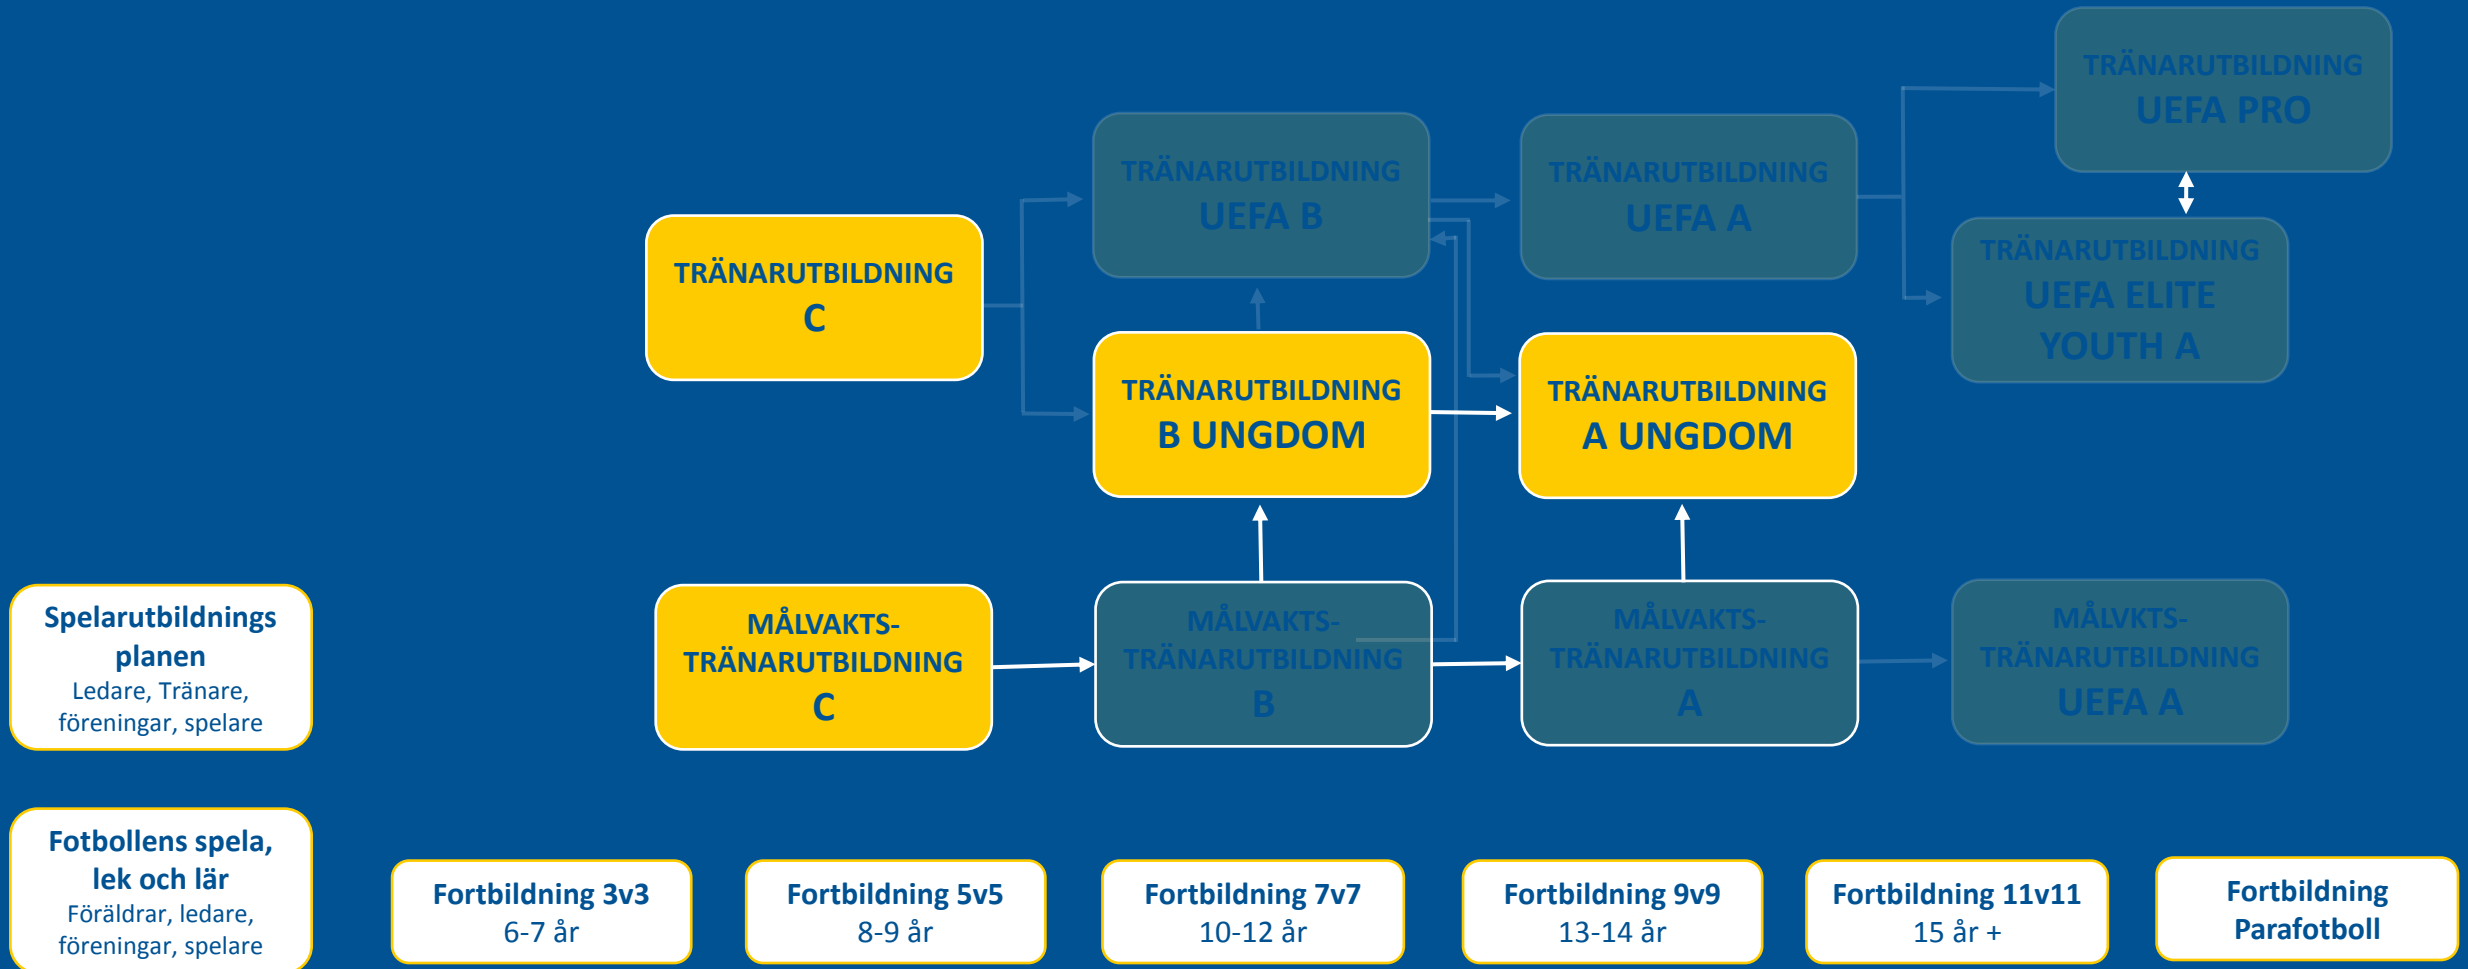 TRÄNARUTBILDNING
UEFA PRO
TRÄNARUTBILDNING
UEFA B
TRÄNARUTBILDNING
UEFA A
TRÄNARUTBILDNING
C
TRÄNARUTBILDNING
UEFA ELITE
YOUTH A
TRÄNARUTBILDNING
B UNGDOM
TRÄNARUTBILDNING
A UNGDOM
Spelarutbildnings
planen
Ledare, Tränare,
föreningar, spelare
MÅLVAKTS-
TRÄNARUTBILDNING
C
MÅLVAKTS-
TRÄNARUTBILDNING
B
MÅLVAKTS-
TRÄNARUTBILDNING
A
MÅLVKTS-
TRÄNARUTBILDNING
UEFA A
Fotbollens spela,
lek och lär
Föräldrar, ledare,
föreningar, spelare
Fortbildning 3v3
6-7 år
Fortbildning 5v5
8-9 år
Fortbildning 7v7
10-12 år
Fortbildning 9v9
13-14 år
Fortbildning 11v11
15 år +
Fortbildning
Parafotboll